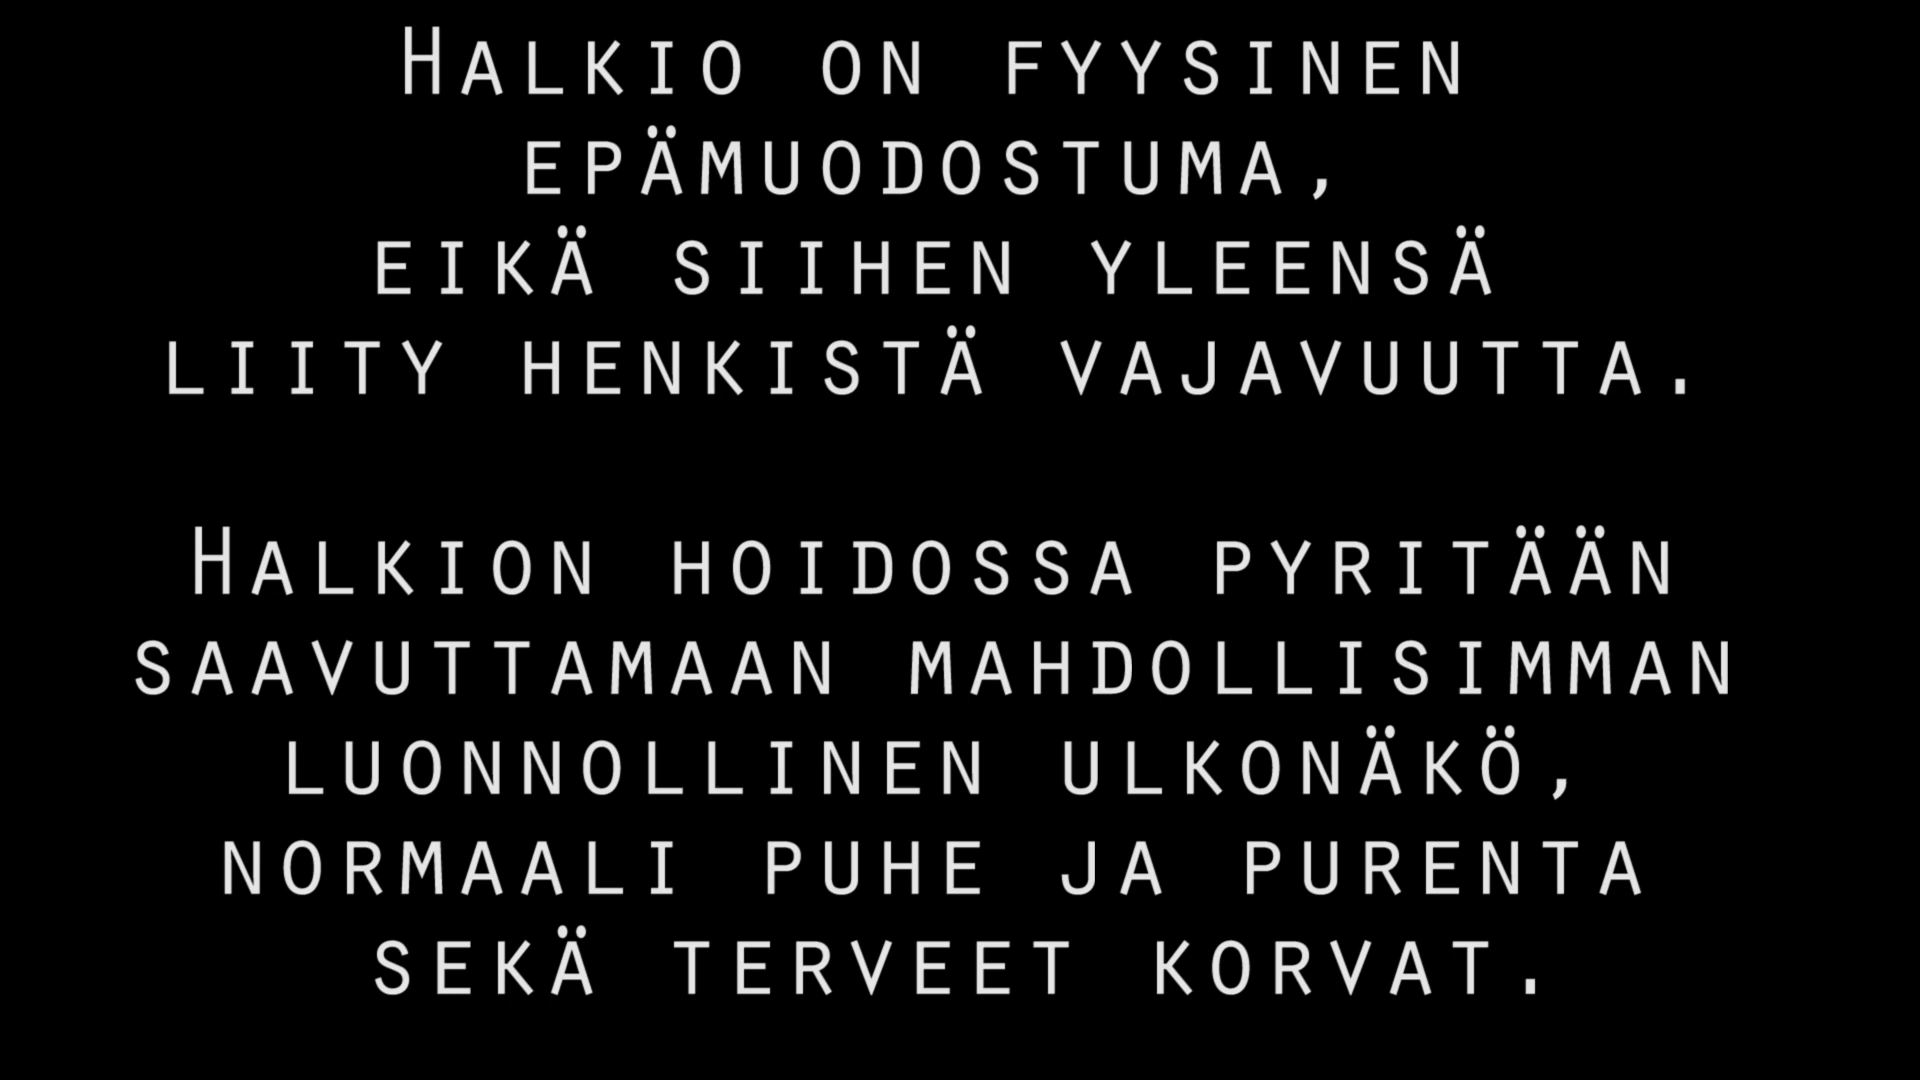 Halkio on fyysinen
epämuodostuma,
eikä siihen yleensä
liity henkistä vajavuutta.
Halkion hoidossa pyritään
saavuttamaan mahdollisimman
luonnollinen ulkonäkö,
normaali puhe ja purenta
sekä terveet korvat.